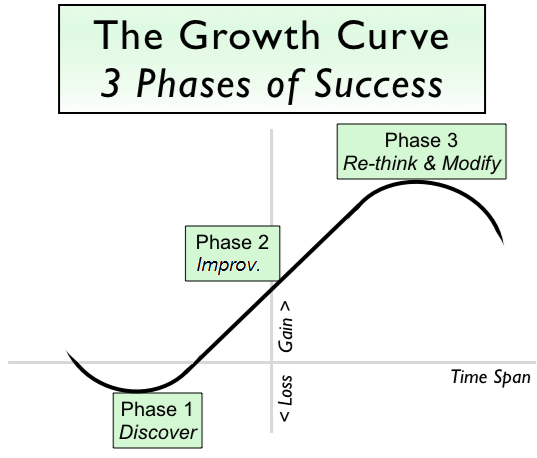 The Growth Curve
3 Phases of Success
Phase 3
Re-think & Modify
Phase 2
Improv.
Gain >
< Loss
Time Span
Phase 1
Discover